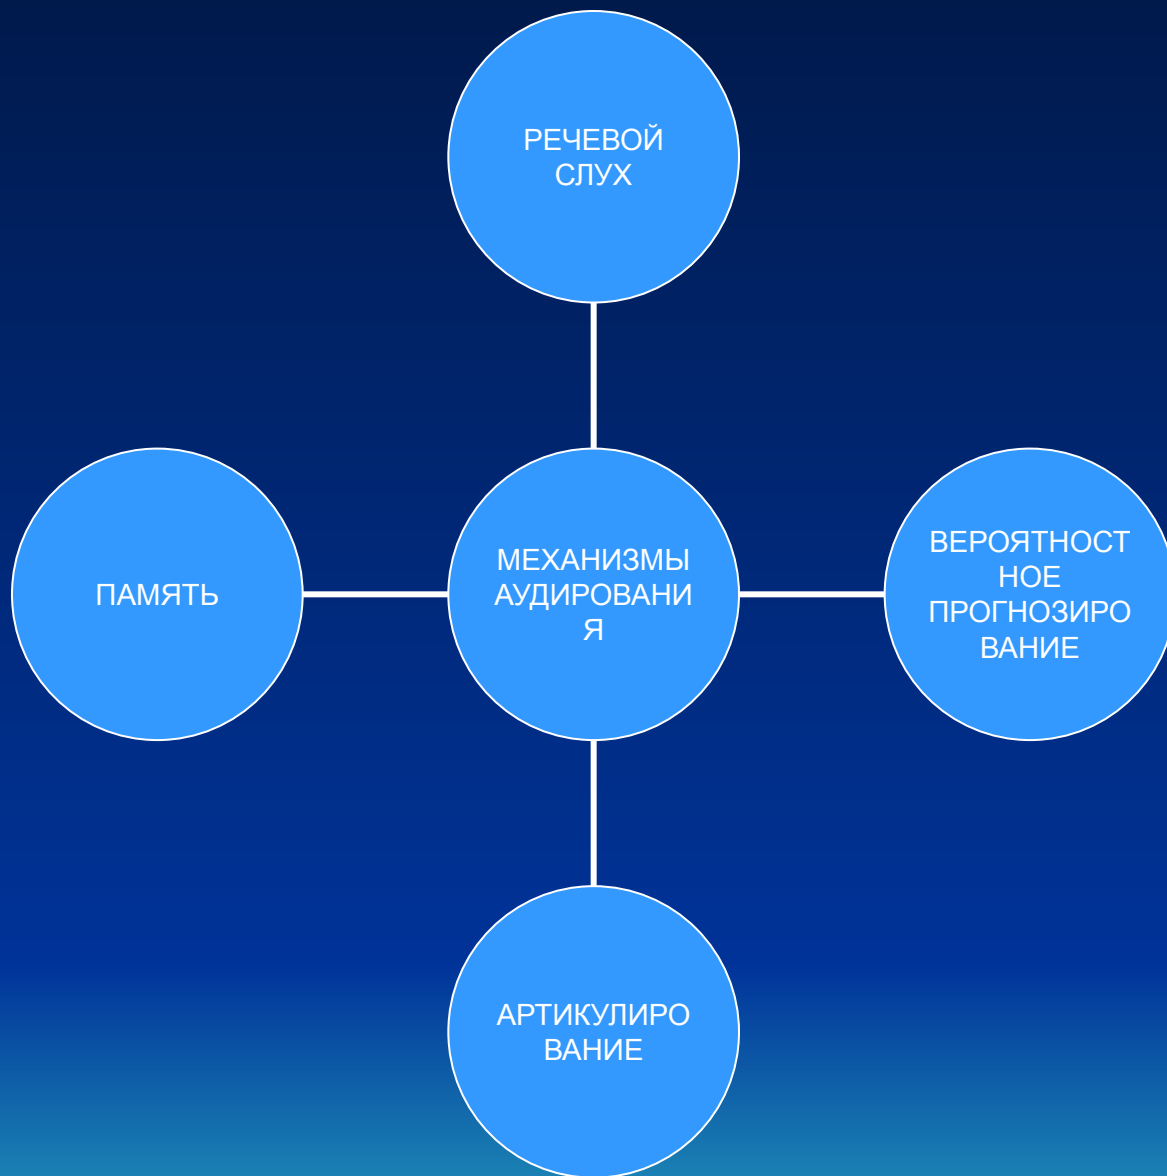 РЕЧЕВОЙ
СЛУХ
ПАМЯТЬ
МЕХАНИЗМЫ
АУДИРОВАНИ
Я
ВЕРОЯТНОСТ
НОЕ
ПРОГНОЗИРО
ВАНИЕ
АРТИКУЛИРО
ВАНИЕ